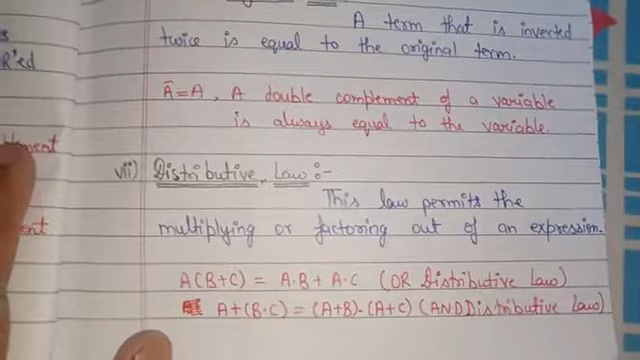 R'ed
A term that is inverted
twice is equal to the original term.
Ā=A, A double complement of a variable
is always equal to the variable.
vii) Distributive Law :-
This law permits the
multiplying or factoring out of an expression.
A(B+C) = A.B + A.C (OR Distributive law)
A+(B.C) = (A+B).(A+C) (AND Distributive law)